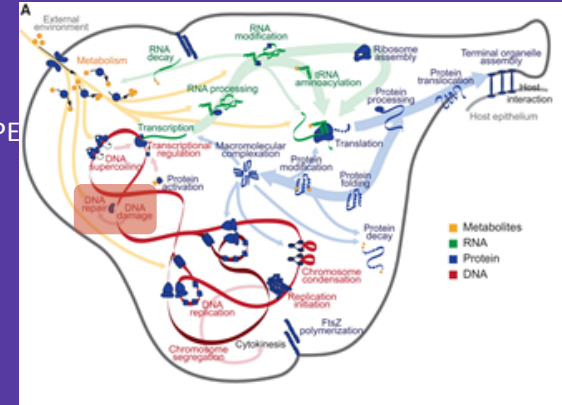 A
External
environment
Metabolism
RNA
decay
RNA
modification
Ribosome
assembly
tRNA
aminoacylation
Terminal organelle
assembly
Protein
translocation
Host
interaction
Host epithelium
Protein
processing
RNA processing
Transcription
Transcriptional
regulation
DNA
supercoiling
Macromolecular
complexation
Translation
Protein
modification
Protein
folding
Protein
activation
DNA
repair
DNA
damage
Protein
decay
Metabolites
RNA
Protein
DNA
Chromosome
condensation
Replication
initiation
DNA
replication
FtsZ
polymerization
Chromosome
segregation
Cytokinesis
PE